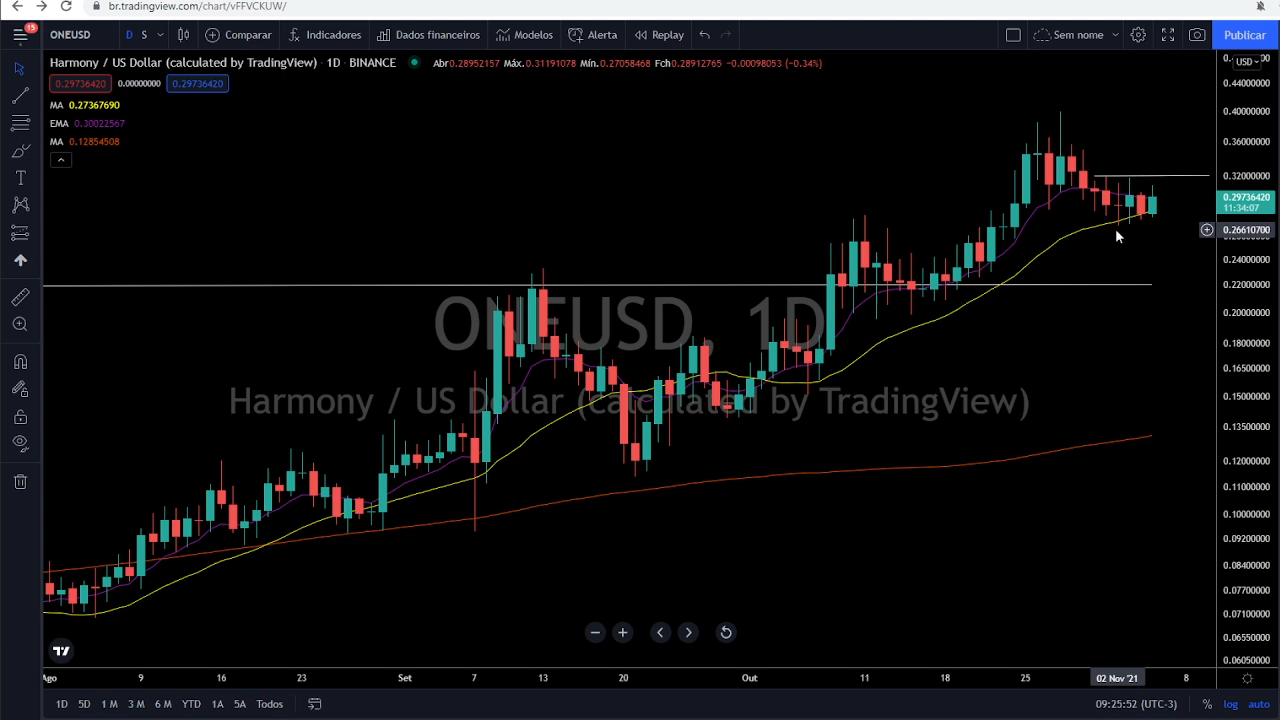 br.tradingview.com/chart/vFFVCKUW/
15
ONEUSD D S Comparar Indicadores Dados financeiros Modelos Alerta Replay Sem nome Publicar
Harmony / US Dollar (calculated by TradingView) · 1D · BINANCE Abr0.28952157 Máx.0.31191078 Mín.0.27058468 Fch0.28912765 −0.00098053 (−0.34%)
USD
0.29736420 0.0000000 0.29736420
MA 0.27367690
EMA 0.30022567
MA 0.12854508
0.44000000
0.40000000
0.36000000
0.32000000
0.29736420
11:34:07
0.26610700
0.24000000
0.22000000
0.20000000
0.18000000
0.16500000
0.15000000
0.13500000
0.12000000
0.11000000
0.10000000
0.09200000
0.08400000
0.07700000
0.07100000
0.06550000
0.06050000
ONEUSD, 1D
Harmony / US Dollar (Calculated by TradingView)
Ago 9 16 23 Set 7 13 20 Out 11 18 25 02 Nov '21 8
1D 5D 1 M 3 M 6 M YTD 1A 5A Todos 09:25:52 (UTC-3) % log auto